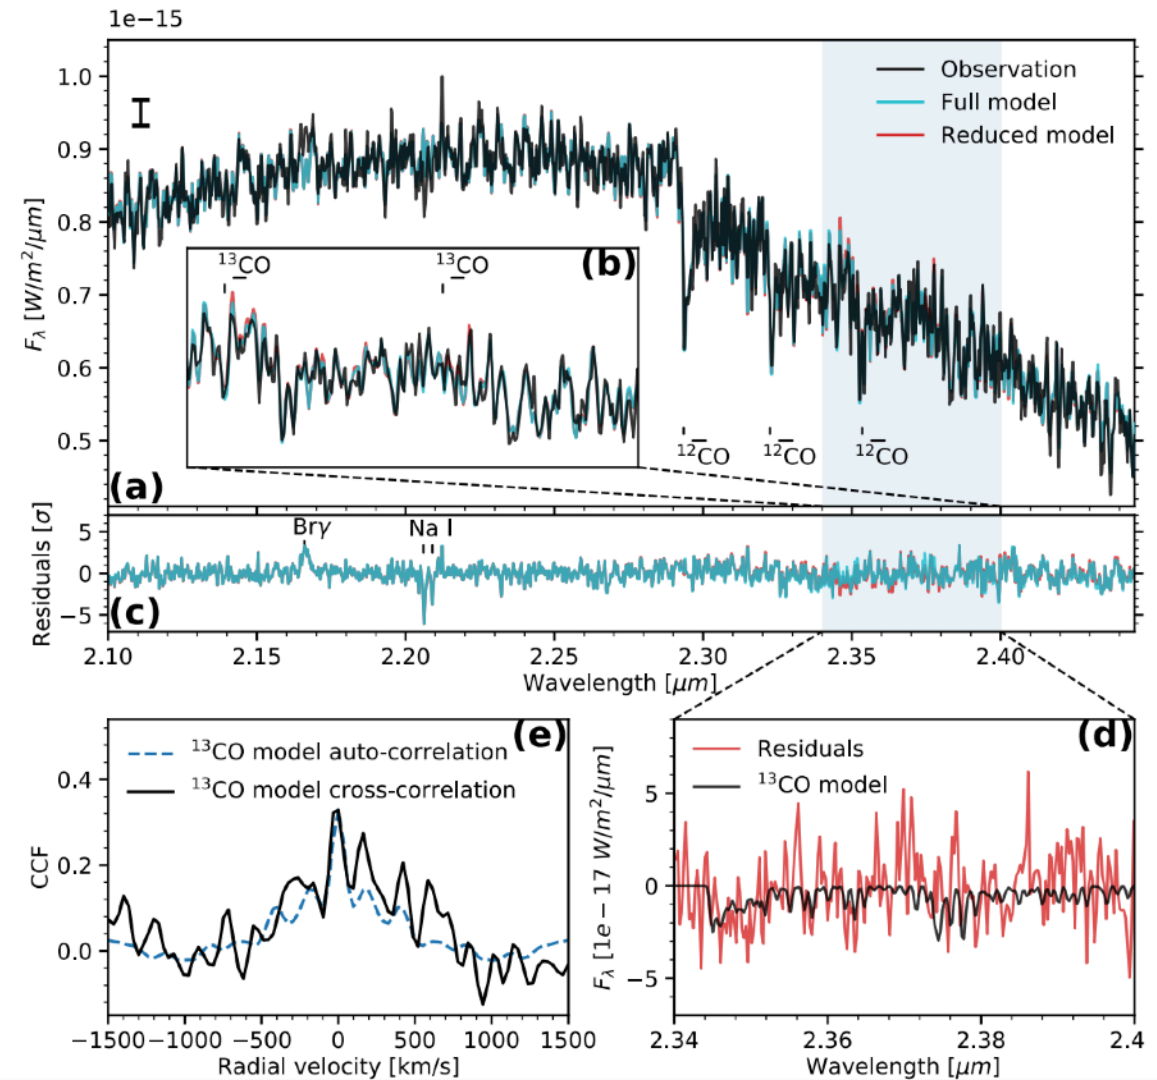 1e−15
Observation
Full model
Reduced model
1.0
0.9
0.8
0.7
0.6
0.5
F_λ [W/m²/μm]
¹³CO
¹³CO
(b)
¹²CO
¹²CO
¹²CO
(a)
Residuals [σ]
5
0
−5
Brγ
Na I
(c)
2.10 2.15 2.20 2.25 2.30 2.35 2.40
Wavelength [μm]
(e)
¹³CO model auto-correlation
¹³CO model cross-correlation
CCF
0.4
0.2
0.0
−1500 −1000 −500 0 500 1000 1500
Radial velocity [km/s]
(d)
Residuals
¹³CO model
F_λ [1e − 17 W/m²/μm]
5
0
−5
2.34 2.36 2.38 2.4
Wavelength [μm]